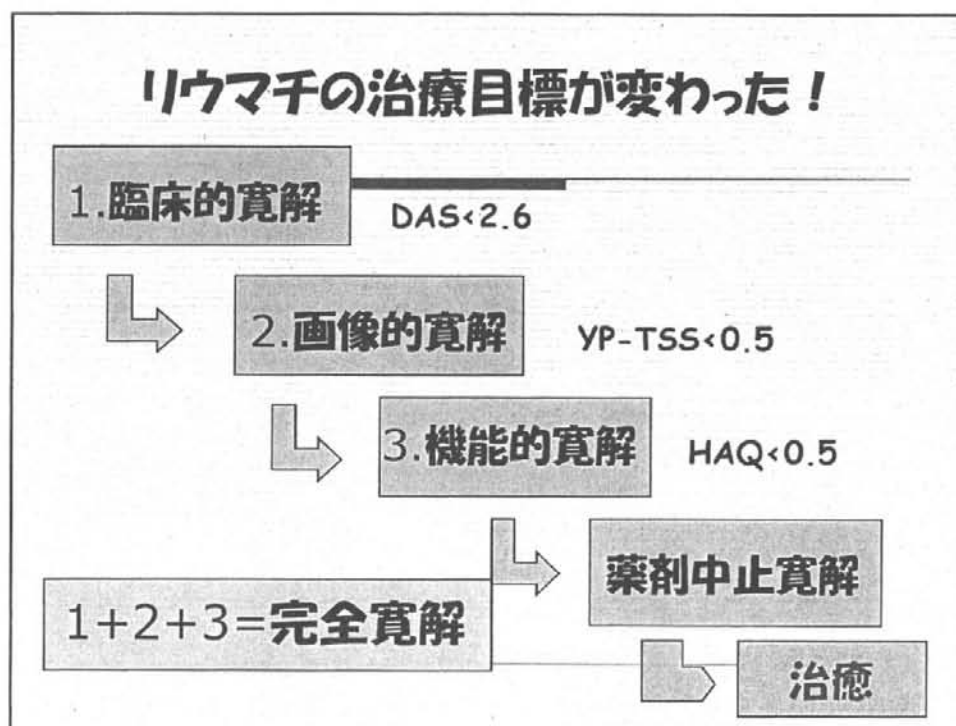 リウマチの治療目標が変わった!
1.臨床的寛解
DAS<2.6
2.画像的寛解
YP-TSS<0.5
3.機能的寛解
HAQ<0.5
薬剤中止寛解
1+2+3=完全寛解
治癒